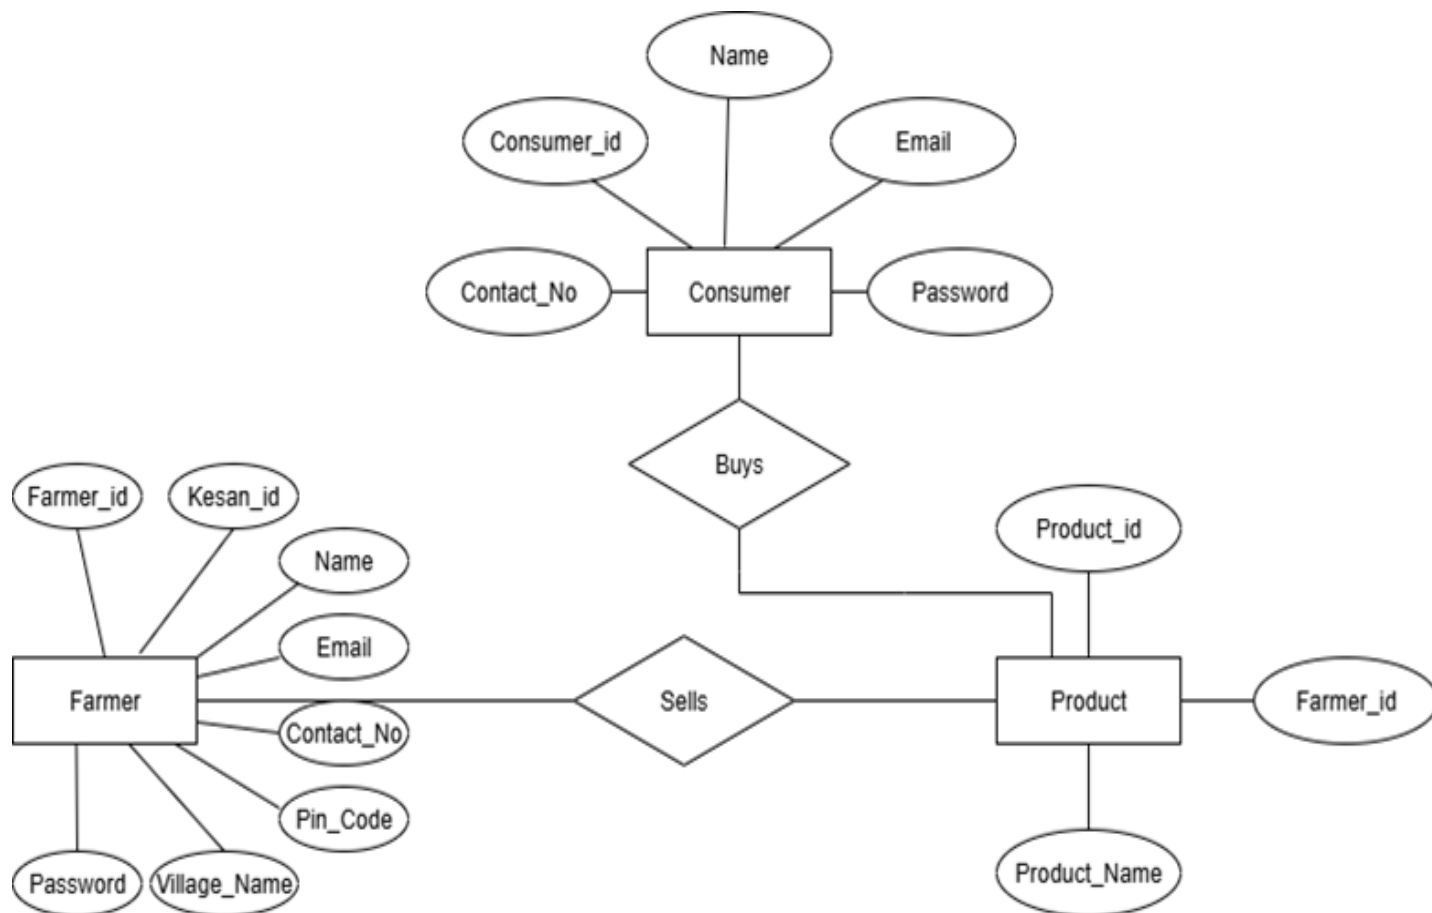 Name
Consumer_id
Email
Contact_No
Consumer
Password
Buys
Farmer_id
Kesan_id
Product_id
Name
Email
Farmer
Sells
Product
Farmer_id
Contact_No
Pin_Code
Password
Village_Name
Product_Name